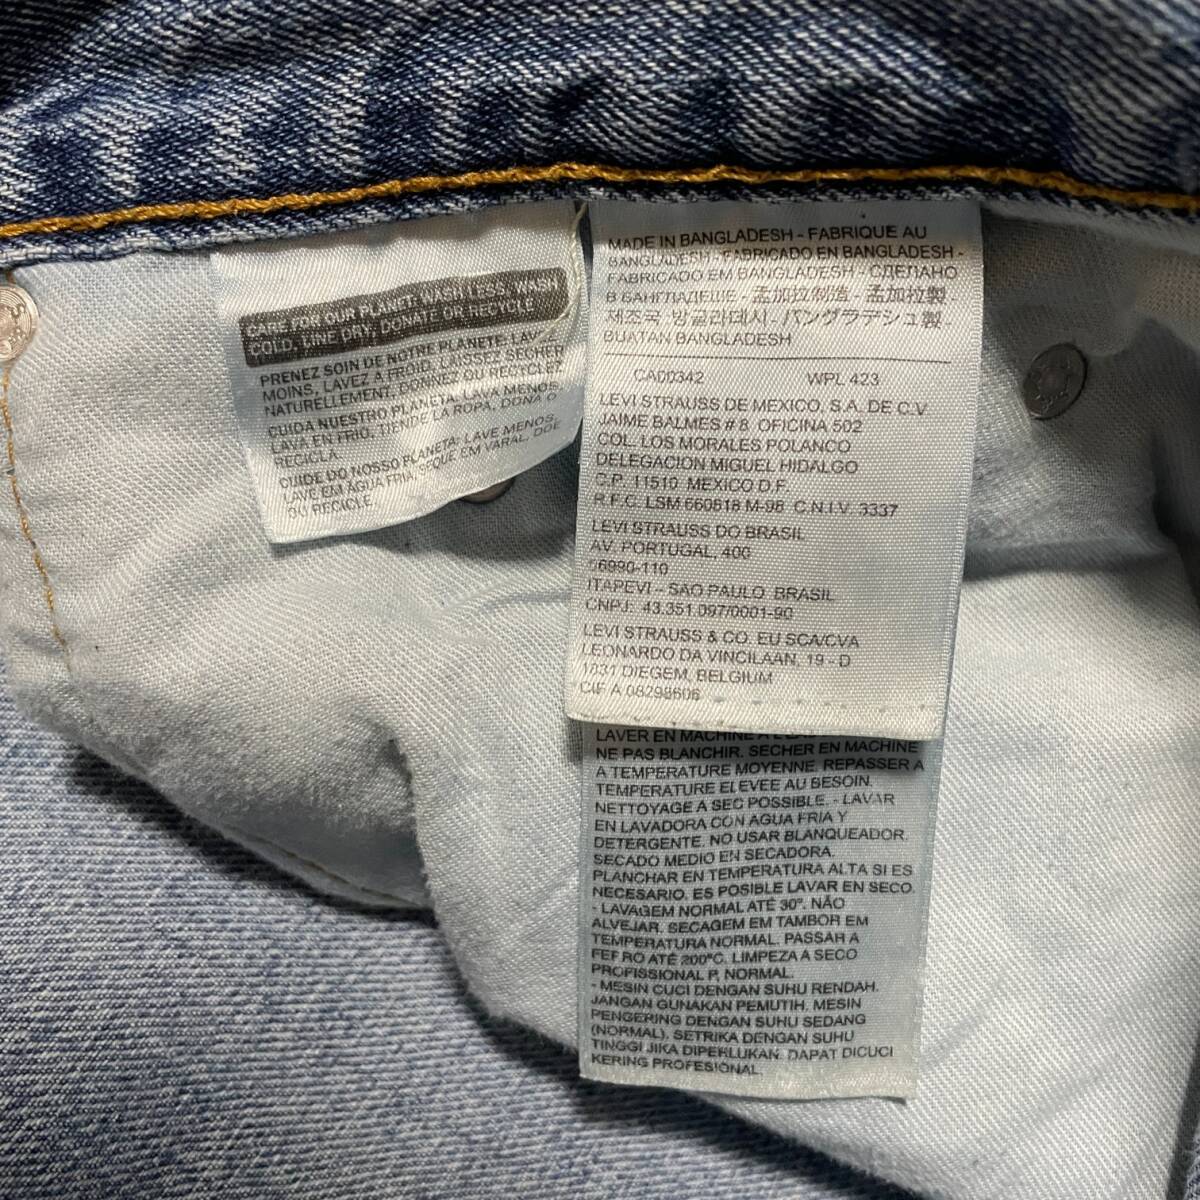 CARE FOR OUR PLANET: WASH LESS, WASH
COLD, LINE DRY, DONATE OR RECYCLE.
PRENEZ SOIN DE NOTRE PLANETE: LAVEZ
MOINS, LAVEZ A FROID, LAISSEZ SECHER
NATURELLEMENT, DONNEZ OU RECYCLEZ
CUIDA NUESTRO PLANETA: LAVA MENOS,
LAVA EN FRIO, TIENDE LA ROPA, DONA O
RECICLA.
CUIDE DO NOSSO PLANETA: LAVE MENOS,
LAVE EM ÁGUA FRIA, SEQUE EM VARAL, DOE
OU RECICLE.
MADE IN BANGLADESH - FABRIQUE AU
BANGLADESH - FABRICADO EN BANGLADESH -
FABRICADO EM BANGLADESH - СДЕЛАНО
В БАНГЛАДЕШЕ - 孟加拉制造 - 孟加拉製 -
제조국 방글라데시 - バングラデシュ製
BUATAN BANGLADESH
CA00342 WPL 423
LEVI STRAUSS DE MEXICO, S.A. DE C.V.
JAIME BALMES # 8, OFICINA 502
COL. LOS MORALES POLANCO
DELEGACION MIGUEL HIDALGO
C.P. 11510 MEXICO D.F.
R.F.C. LSM 660818 M-98 C.N.I.V. 3337
LEVI STRAUSS DO BRASIL
AV. PORTUGAL, 400
06690-110
ITAPEVI - SAO PAULO BRASIL
CNPJ: 43.351.097/0001-90
LEVI STRAUSS & CO. EU SCA/CVA
LEONARDO DA VINCILAAN, 19 - D
1831 DIEGEM, BELGIUM
CIF A 08298606
LAVER EN MACHINE A
NE PAS BLANCHIR. SECHER EN MACHINE
A TEMPERATURE MOYENNE. REPASSER A
TEMPERATURE ELEVEE AU BESOIN.
NETTOYAGE A SEC POSSIBLE. - LAVAR
EN LAVADORA CON AGUA FRIA Y
DETERGENTE. NO USAR BLANQUEADOR.
SECADO MEDIO EN SECADORA.
PLANCHAR EN TEMPERATURA ALTA SI ES
NECESARIO. ES POSIBLE LAVAR EN SECO.
- LAVAGEM NORMAL ATÉ 30°. NÃO
ALVEJAR. SECAGEM EM TAMBOR EM
TEMPERATURA NORMAL. PASSAR A
FERRO ATÉ 200°C. LIMPEZA A SECO
PROFISSIONAL P, NORMAL.
- MESIN CUCI DENGAN SUHU RENDAH.
JANGAN GUNAKAN PEMUTIH. MESIN
PENGERING DENGAN SUHU SEDANG
(NORMAL). SETRIKA DENGAN SUHU
TINGGI JIKA DIPERLUKAN. DAPAT DICUCI
KERING PROFESIONAL.